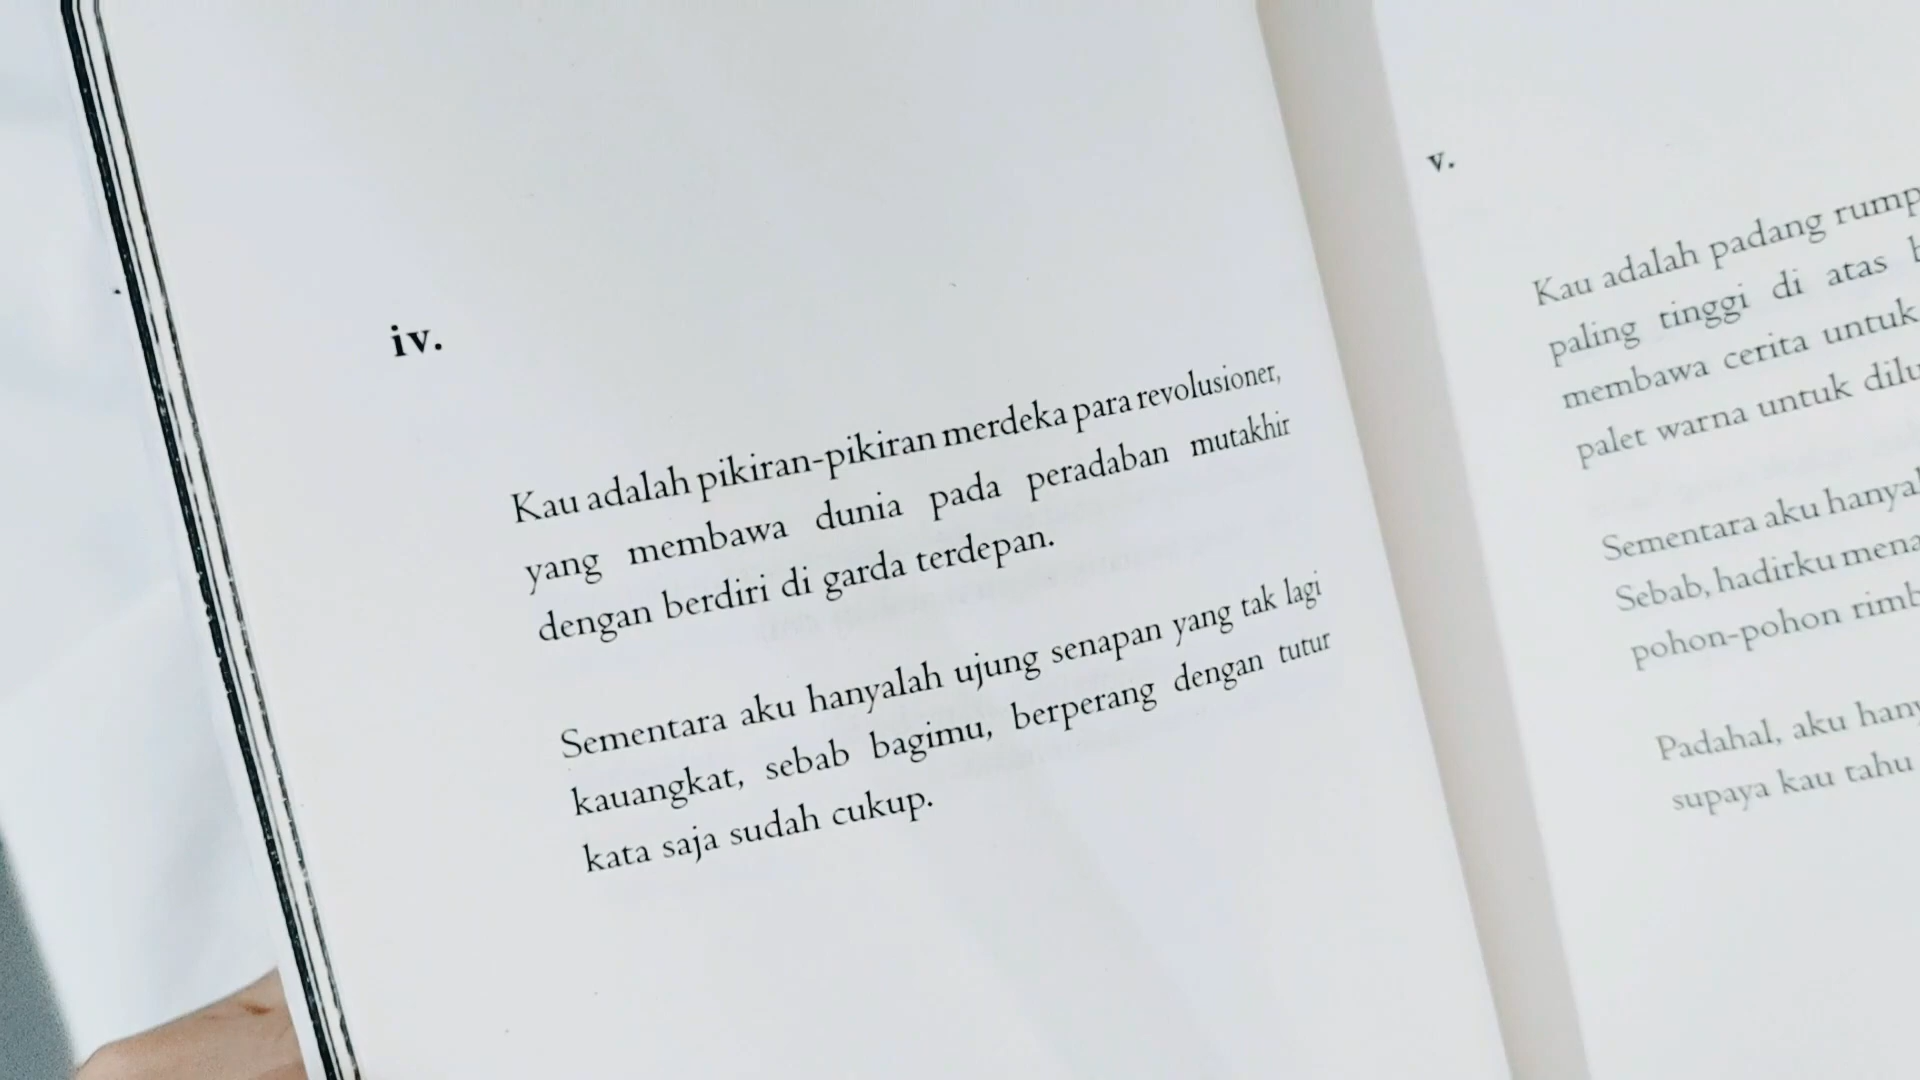 iv.
Kau adalah pikiran-pikiran merdeka para revolusioner,
yang membawa dunia pada peradaban mutakhir
dengan berdiri di garda terdepan.
Sementara aku hanyalah ujung senapan yang tak lagi
kauangkat, sebab bagimu, berperang dengan tutur
kata saja sudah cukup.
v.
Kau adalah padang
paling tinggi di atas
membawa cerita untuk
palet warna untuk
Sementara aku
Sebab, hadirku
pohon-pohon
Padahal, aku
supaya kau tahu